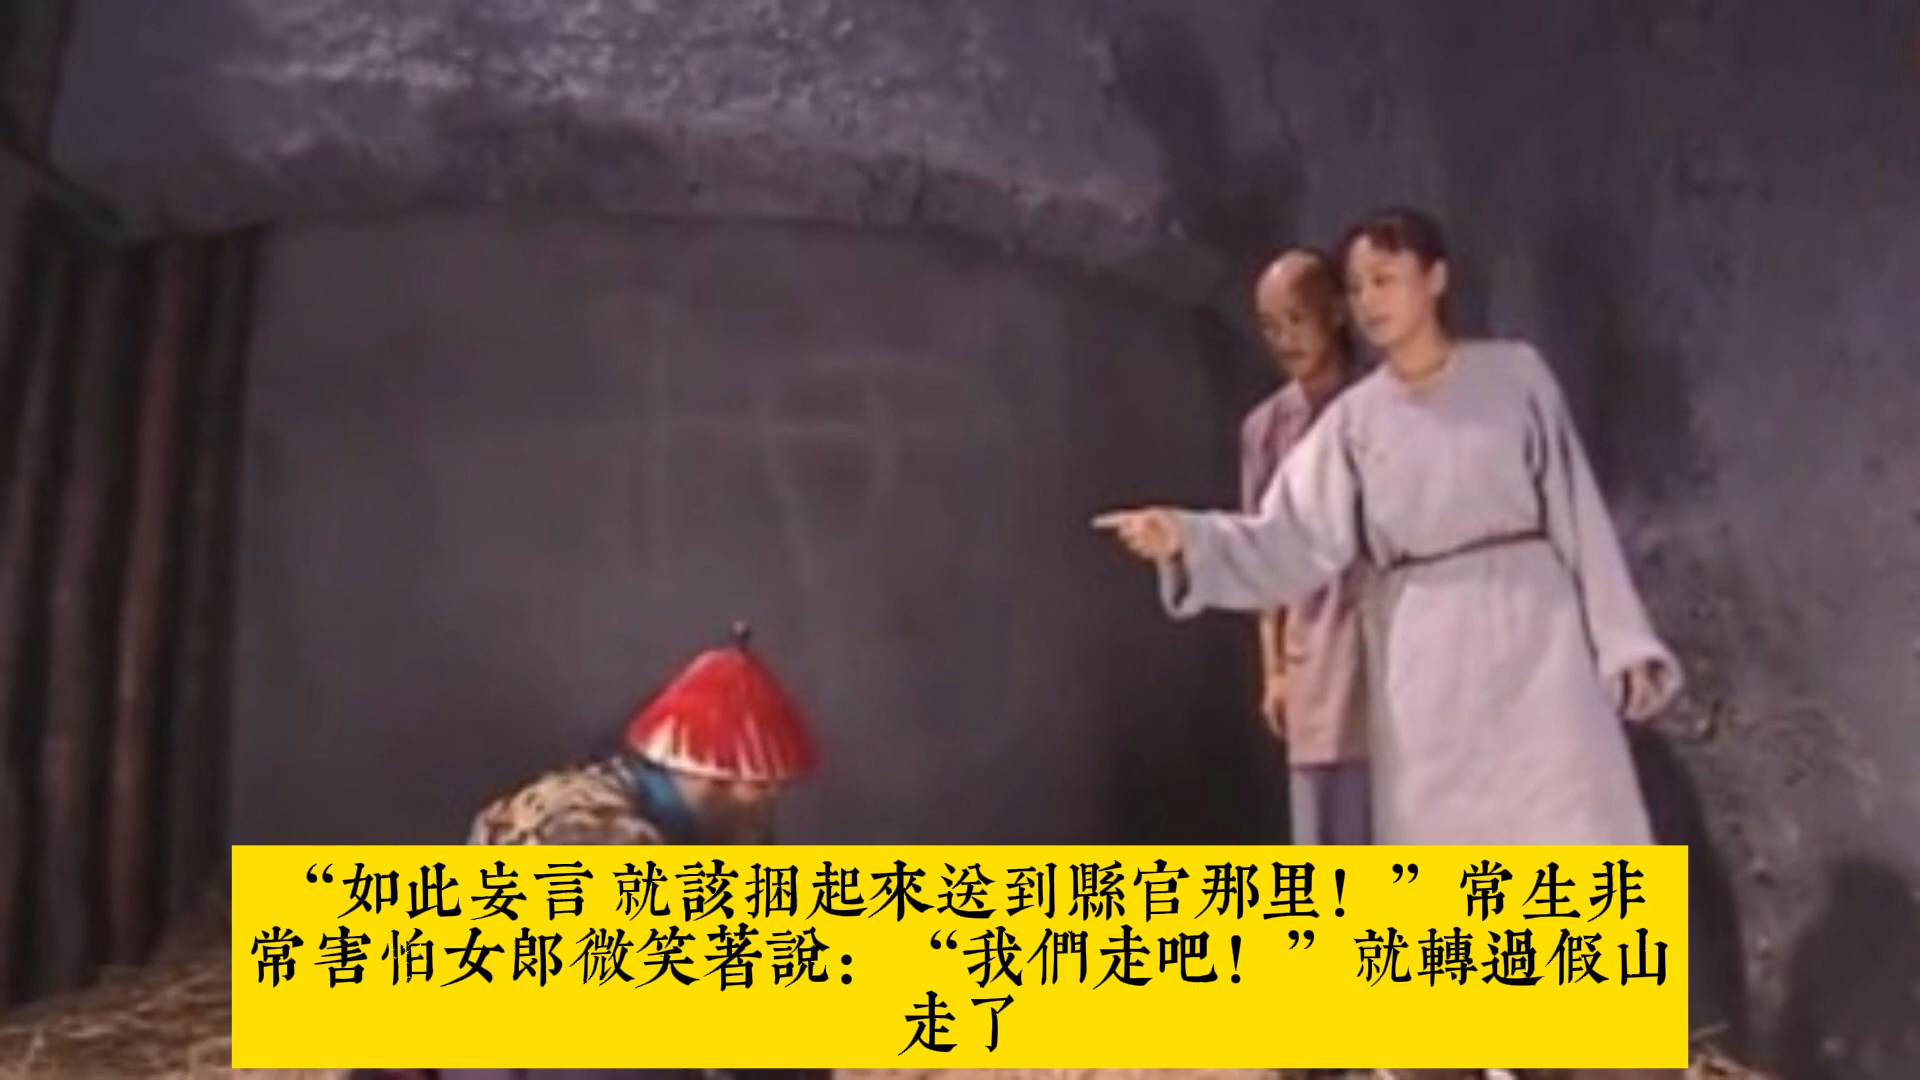 “如此妄言 就該捆起來送到縣官那里！”常生非
常害怕女郎微笑著說：“我們走吧！”就轉過假山
走了